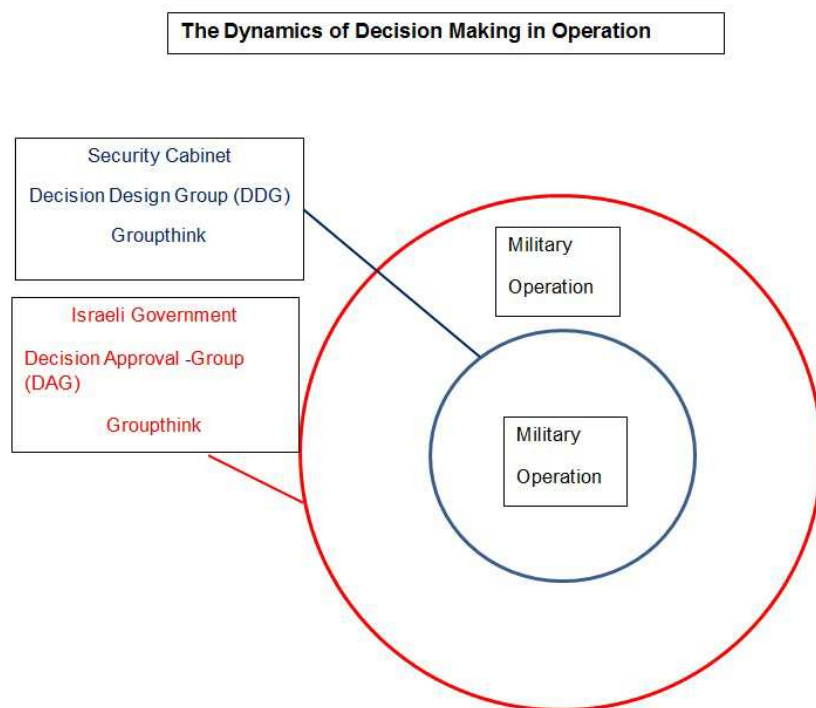 The Dynamics of Decision Making in Operation
Security Cabinet
Decision Design Group (DDG)
Groupthink
Israeli Government
Decision Approval -Group
(DAG)
Groupthink
Military
Operation
Military
Operation